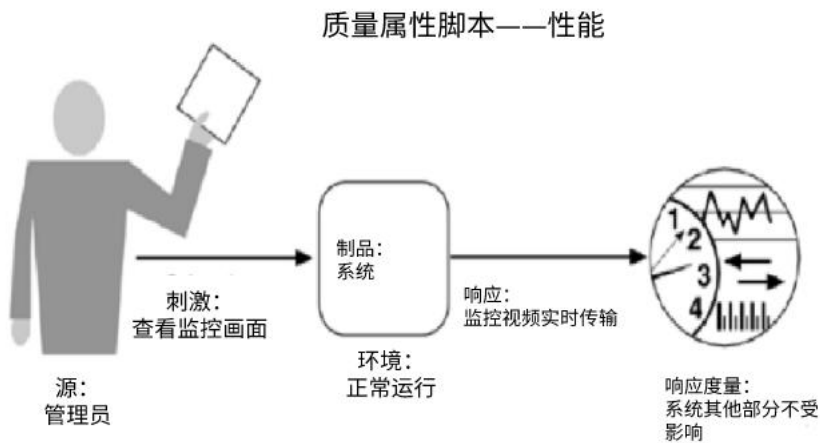 质量属性脚本——性能
制品：
系统
刺激：
查看监控画面
响应：
监控视频实时传输
环境：
正常运行
源：
管理员
响应度量：
系统其他部分不受
影响
1
2
3
4